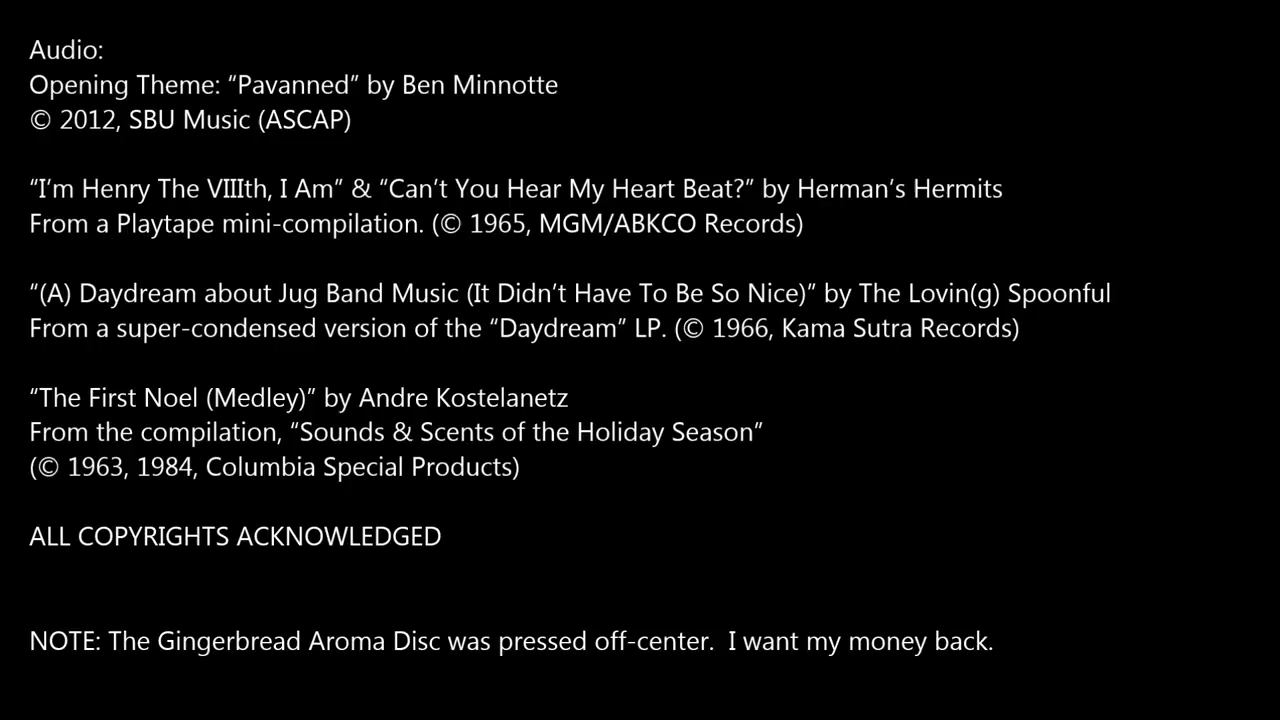 Audio:
Opening Theme: “Pavanned” by Ben Minnotte
© 2012, SBU Music (ASCAP)
“I’m Henry The VIIIth, I Am” & “Can’t You Hear My Heart Beat?” by Herman’s Hermits
From a Playtape mini-compilation. (© 1965, MGM/ABKCO Records)
“(A) Daydream about Jug Band Music (It Didn’t Have To Be So Nice)” by The Lovin(g) Spoonful
From a super-condensed version of the “Daydream” LP. (© 1966, Kama Sutra Records)
“The First Noel (Medley)” by Andre Kostelanetz
From the compilation, “Sounds & Scents of the Holiday Season”
(© 1963, 1984, Columbia Special Products)
ALL COPYRIGHTS ACKNOWLEDGED
NOTE: The Gingerbread Aroma Disc was pressed off-center.  I want my money back.